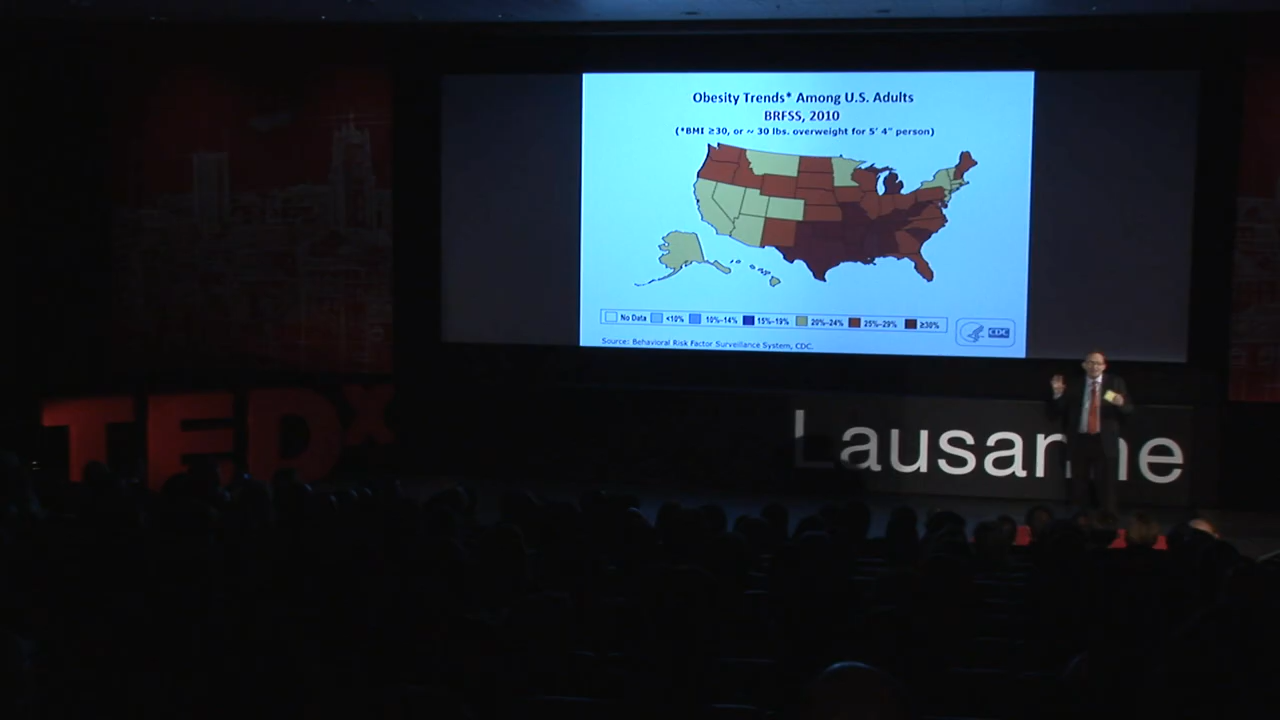 Obesity Trends* Among U.S. Adults
BRFSS, 2010
(*BMI ≥30, or ~ 30 lbs. overweight for 5' 4" person)
No Data <10% 10%–14% 15%–19% 20%–24% 25%–29% ≥30%
CDC
Source: Behavioral Risk Factor Surveillance System, CDC.
TEDx
Lausanne